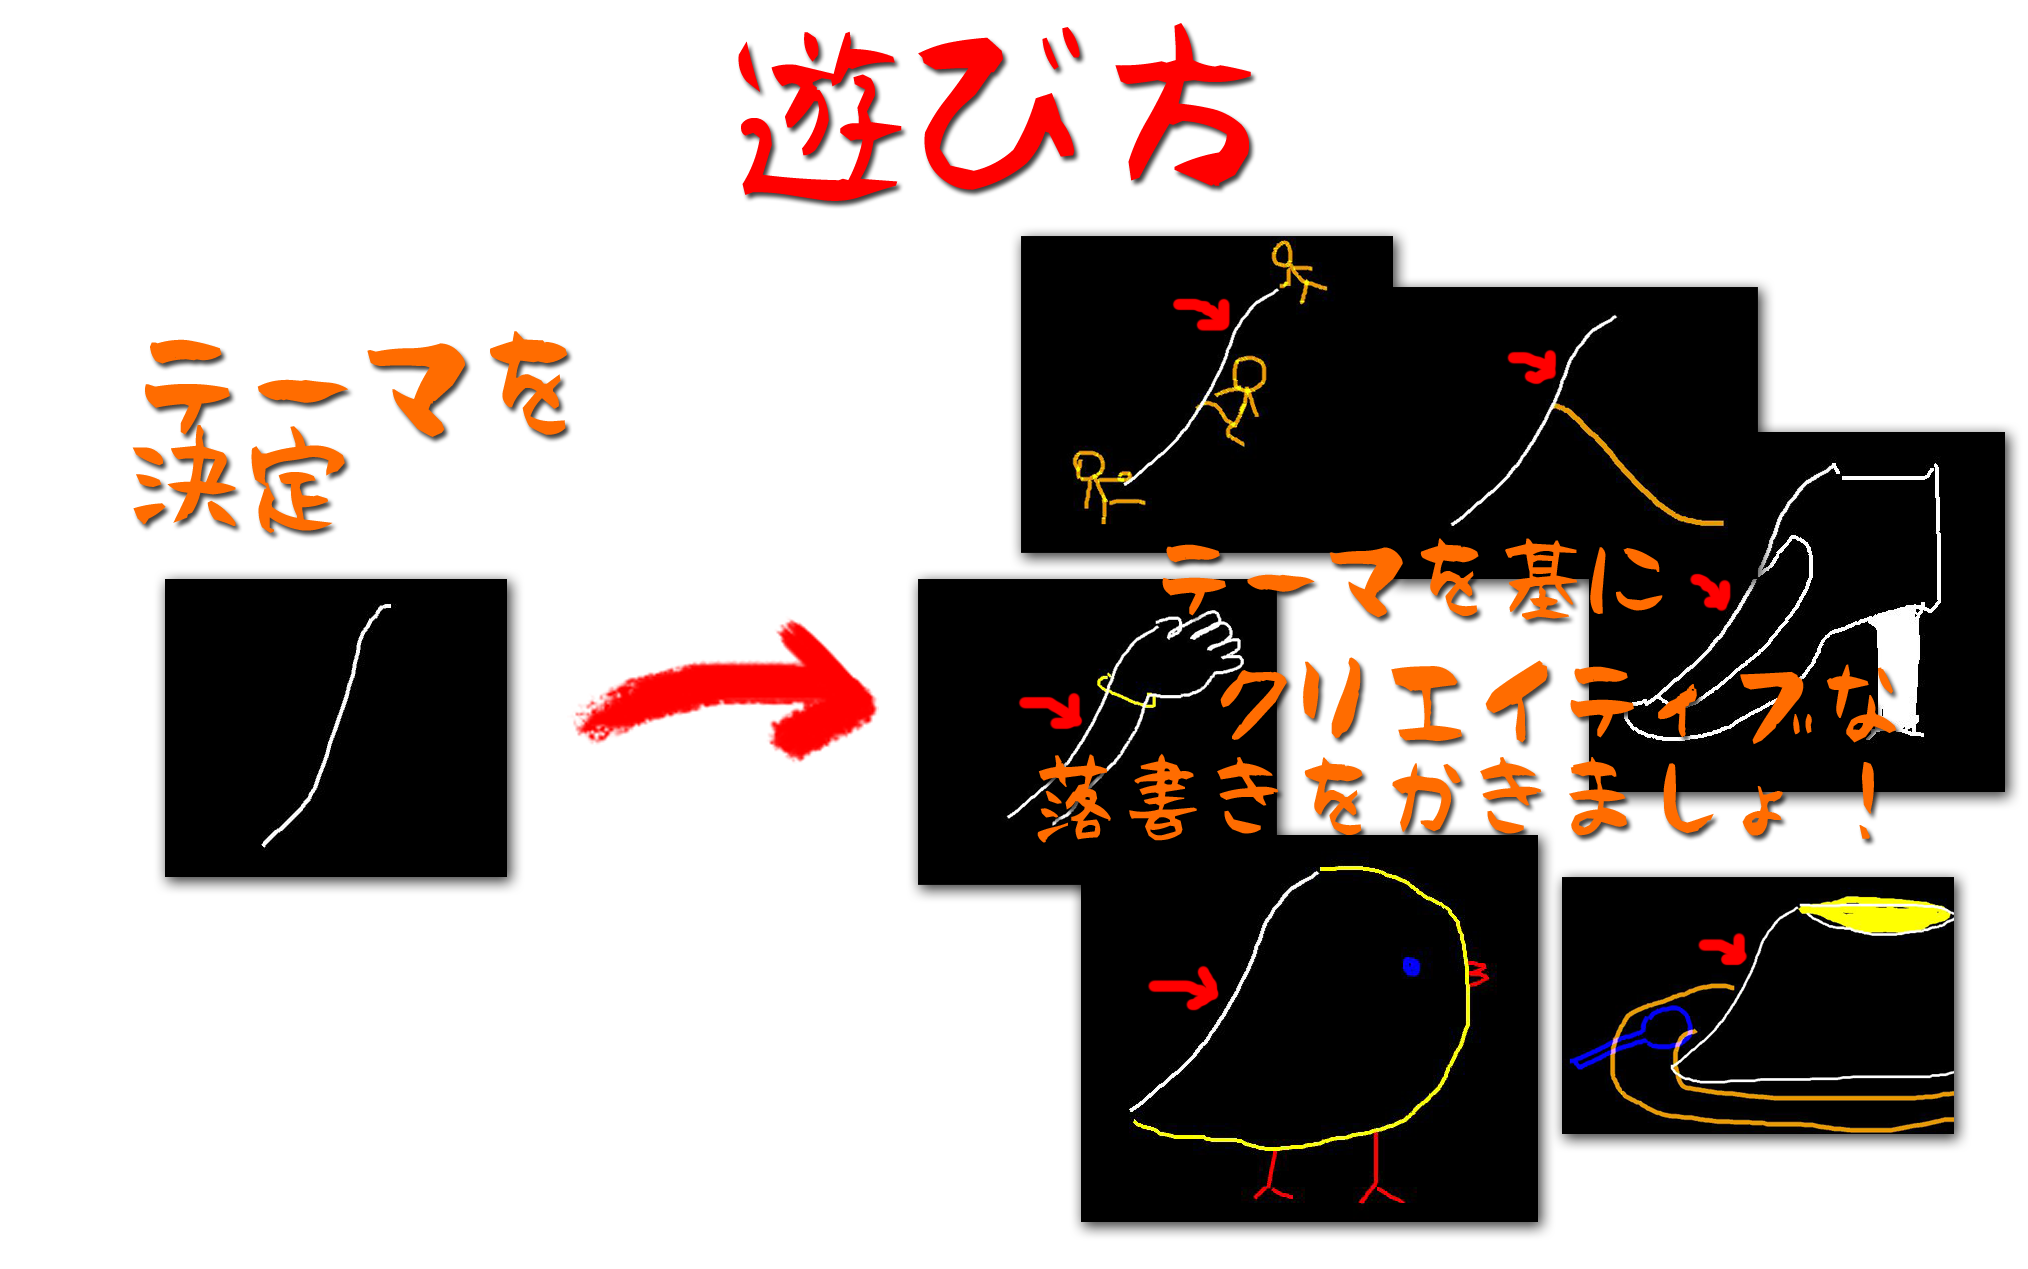 遊び方
テーマを
決定
テーマを基に
クリエイティブな
落書きをかきましょ！